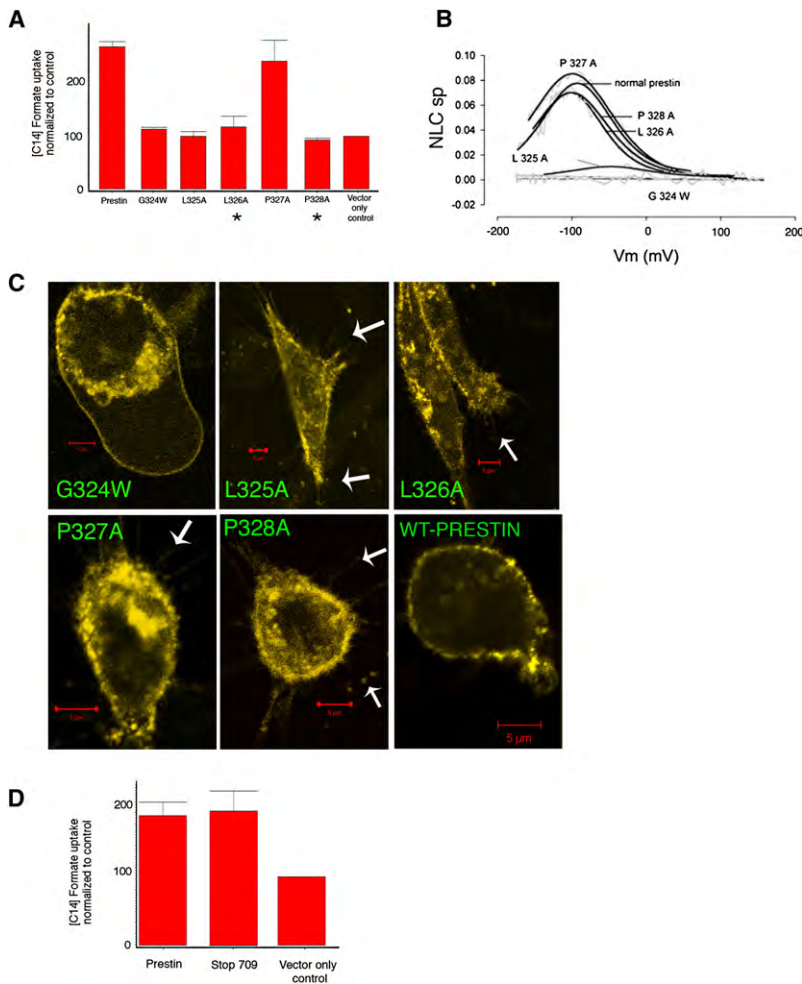 A
[C14] Formate uptake
normalized to control
200
100
0
Prestin
G324W
L325A
L326A
P327A
P328A
Vector
only
control
*
*
B
NLC sp
0.10
0.08
0.06
0.04
0.02
0.00
-0.02
P 327 A
normal prestin
P 328 A
L 326 A
L 325 A
G 324 W
-200
-100
0
100
200
Vm (mV)
C
G324W
L325A
L326A
P327A
P328A
5 µm
WT-PRESTIN
5 µm
D
[C14] Formate uptake
normalized to control
200
100
0
Prestin
Stop 709
Vector only
control